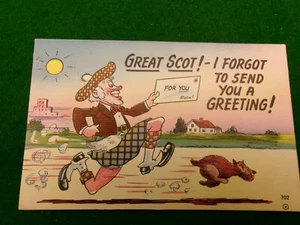 GREAT SCOT!-I FORGOT
TO SEND
YOU A
GREETING!
FOR YOU
702